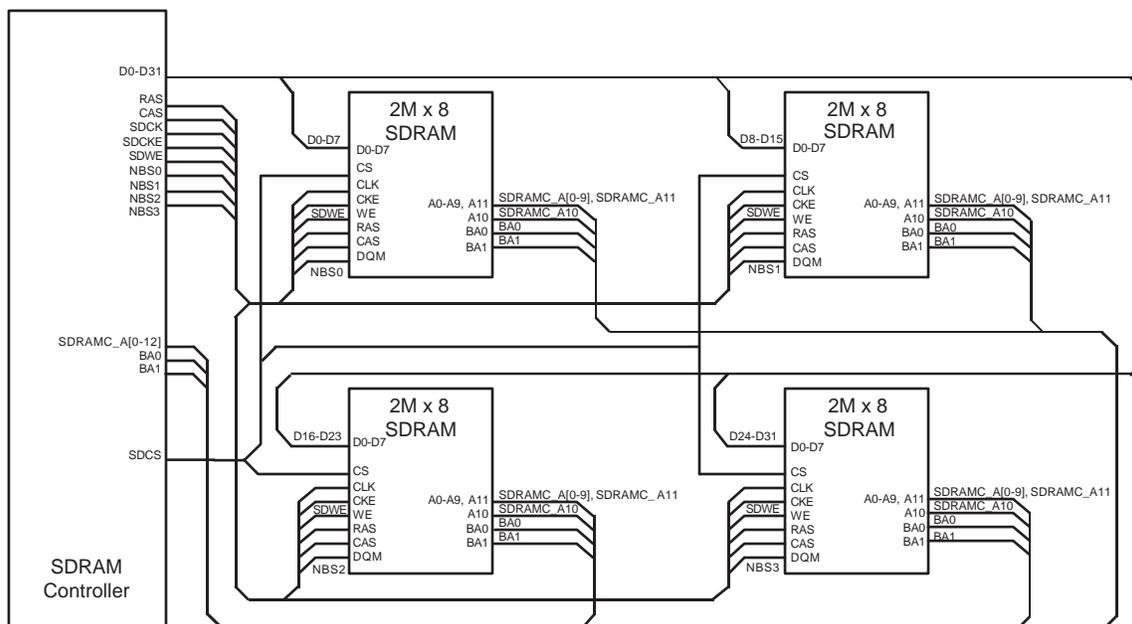 D0-D31
RAS
CAS
SDCK
SDCKE
SDWE
NBS0
NBS1
NBS2
NBS3
SDRAMC_A[0-12]
BA0
BA1
SDCS
SDRAM
Controller
2M x 8
SDRAM
D0-D7
D0-D7
CS
CLK
CKE
SDWE
WE
RAS
CAS
DQM
NBS0
A0-A9, A11
A10
BA0
BA1
SDRAMC_A[0-9], SDRAMC_A11
SDRAMC_A10
BA0
BA1
2M x 8
SDRAM
D8-D15
D0-D7
CS
CLK
CKE
SDWE
WE
RAS
CAS
DQM
NBS1
A0-A9, A11
A10
BA0
BA1
SDRAMC_A[0-9], SDRAMC_A11
SDRAMC_A10
BA0
BA1
2M x 8
SDRAM
D16-D23
D0-D7
CS
CLK
CKE
SDWE
WE
RAS
CAS
DQM
NBS2
A0-A9, A11
A10
BA0
BA1
SDRAMC_A[0-9], SDRAMC_A11
SDRAMC_A10
BA0
BA1
2M x 8
SDRAM
D24-D31
D0-D7
CS
CLK
CKE
SDWE
WE
RAS
CAS
DQM
NBS3
A0-A9, A11
A10
BA0
BA1
SDRAMC_A[0-9], SDRAMC_A11
SDRAMC_A10
BA0
BA1